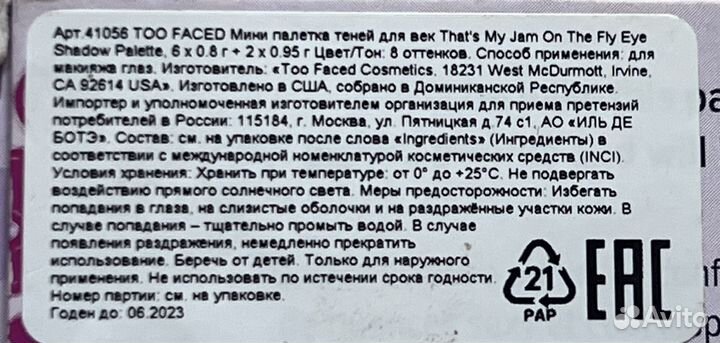 Арт.41056 TOO FACED Мини палетка теней для век That's My Jam On The Fly Eye
Shadow Palette, 6 x 0.8 г + 2 x 0.95 г Цвет/Тон: 8 оттенков. Способ применения: для
макияжа глаз. Изготовитель: «Too Faced Cosmetics, 18231 West McDurmott, Irvine,
CA 92614 USA». Изготовлено в США, собрано в Доминиканской Республике.
Импортер и уполномоченная изготовителем организация для приема претензий
потребителей в России: 115184, г. Москва, ул. Пятницкая д.74 с1, АО «ИЛЬ ДЕ
БОТЭ». Состав: см. на упаковке после слова «Ingredients» (Ингредиенты) в
соответствии с международной номенклатурой косметических средств (INCI).
Условия хранения: Хранить при температуре: от 0° до +25°С. Не подвергать
воздействию прямого солнечного света. Меры предосторожности: Избегать
попадания в глаза, на слизистые оболочки и на раздражённые участки кожи. В
случае попадания – тщательно промыть водой. В случае
появления раздражения, немедленно прекратить
использование. Беречь от детей. Только для наружного
применения. Не использовать по истечении срока годности.
Номер партии: см. на упаковке.
Годен до: 06.2023
21
PAP
EAC
Avito